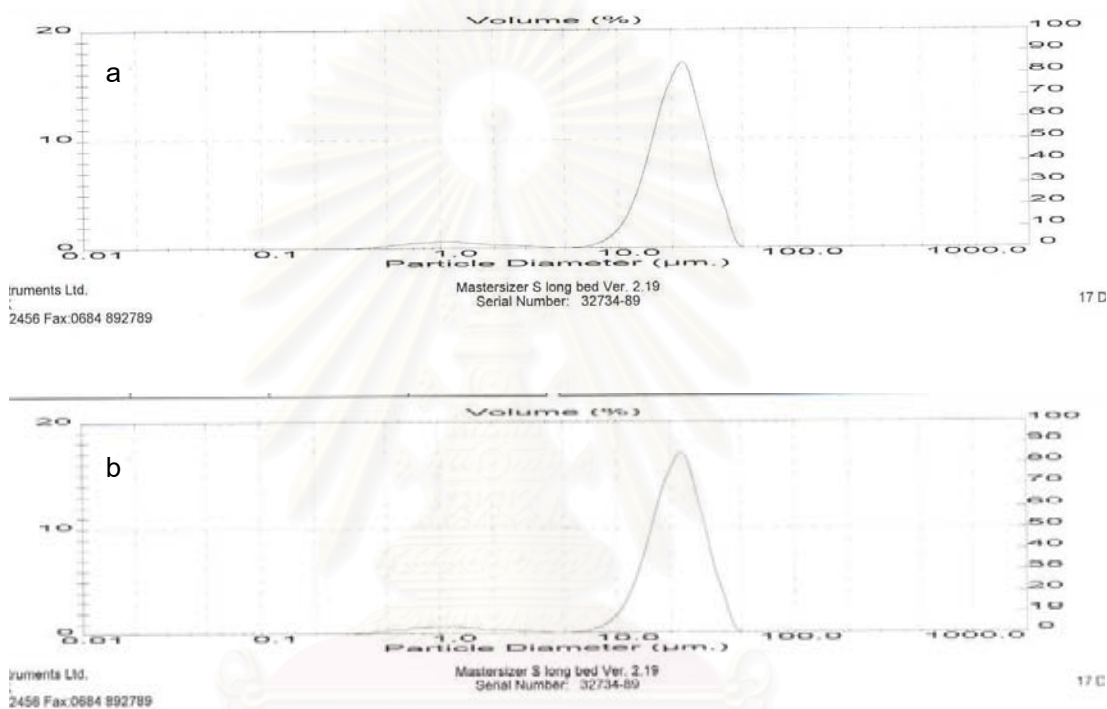 Volume (%)
20 100
90
a
80
70
60
10 50
40
30
20
10
0 0
0.01 0.1 1.0 10.0 100.0 1000.0
Particle Diameter (µm.)
truments Ltd. Mastersizer S long bed Ver. 2.19
Serial Number: 32734-89 17 D
2456 Fax:0684 892789
Volume (%)
20 100
b
80
70
60
10 50
40
20
10
0 0
0.01 0.1 1.0 10.0 100.0 1000.0
Particle Diameter (µm.)
truments Ltd. Mastersizer S long bed Ver. 2.19
Serial Number: 32734-89 17 D
2456 Fax:0684 892789